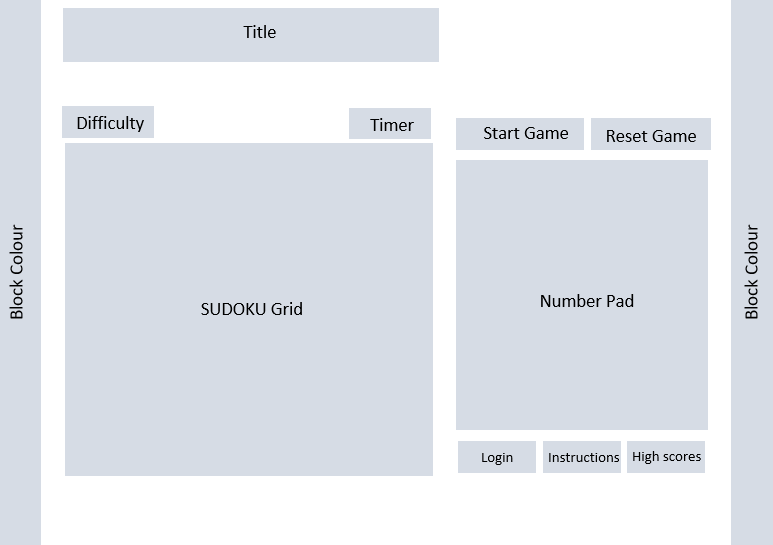 Title
Difficulty
Timer
Start Game
Reset Game
Block Colour
SUDOKU Grid
Number Pad
Block Colour
Login
Instructions
High scores